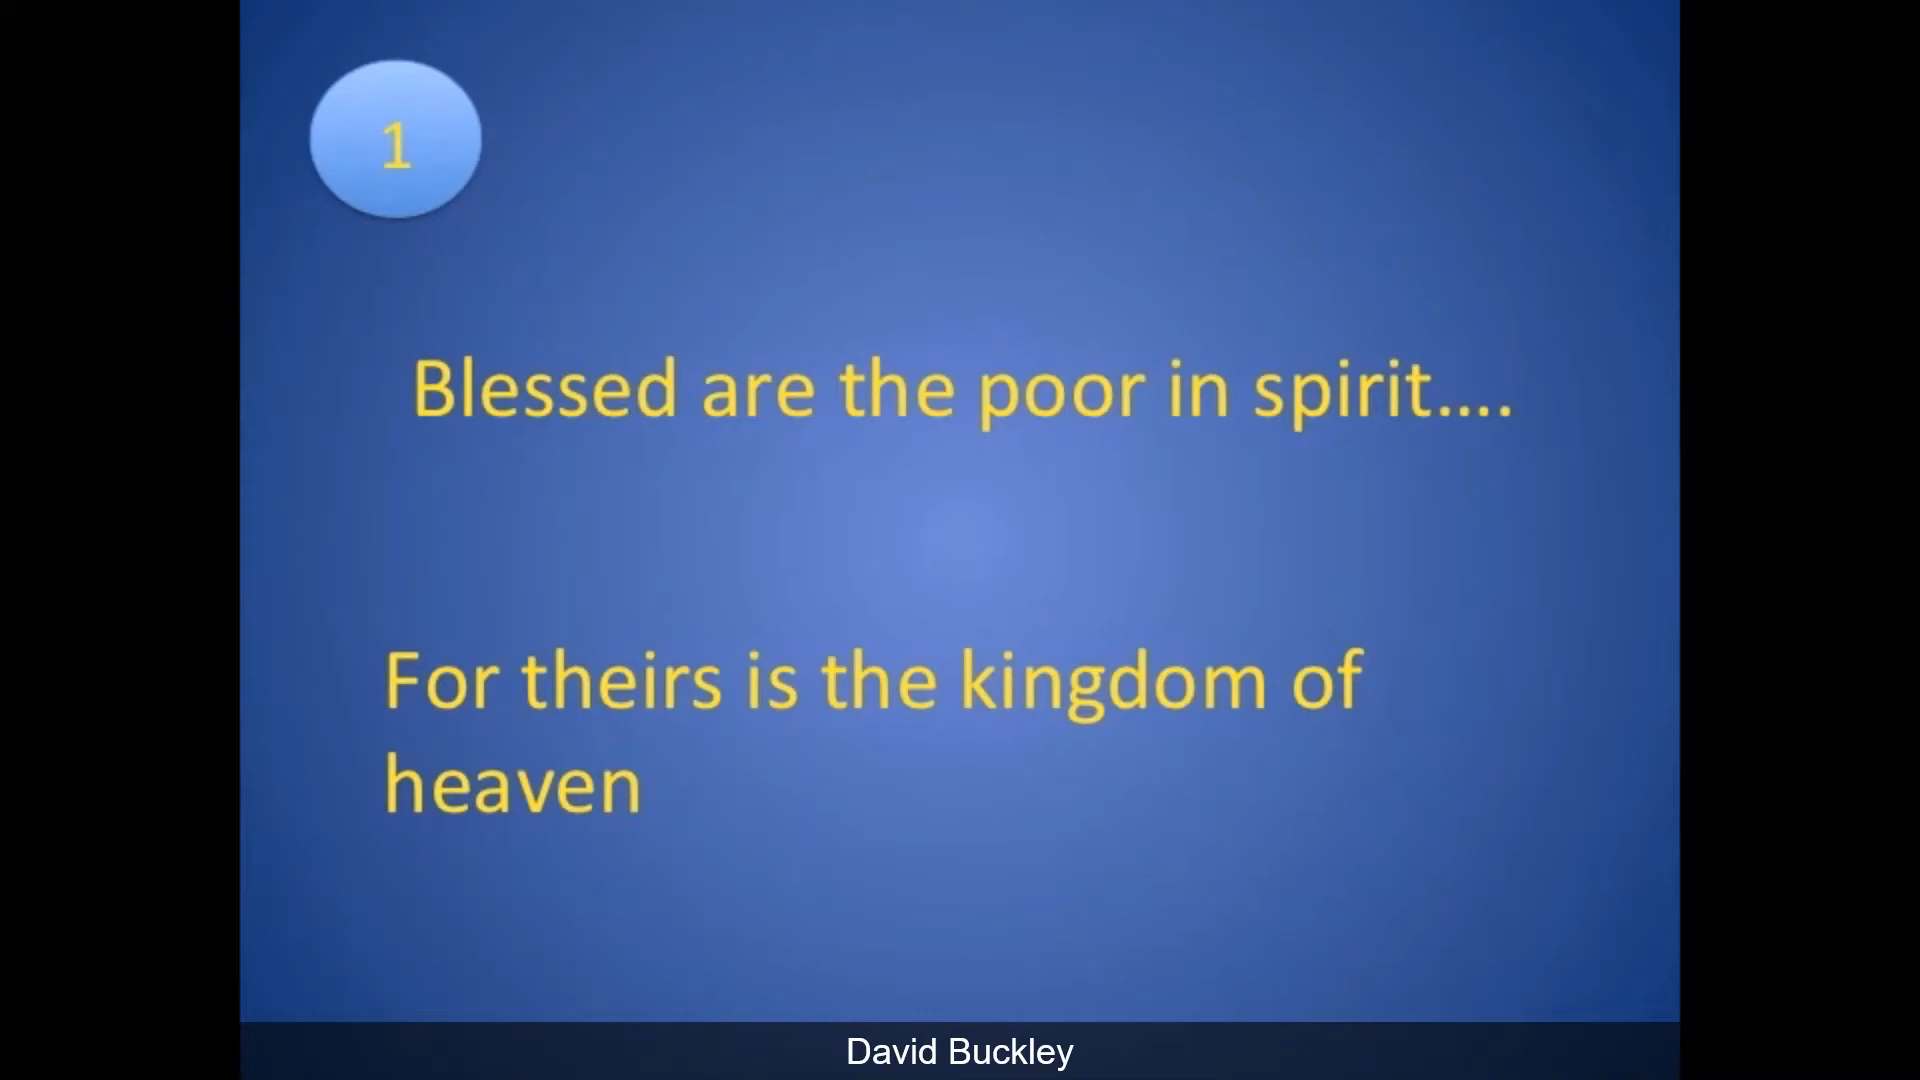 1
Blessed are the poor in spirit....
For theirs is the kingdom of
heaven
David Buckley